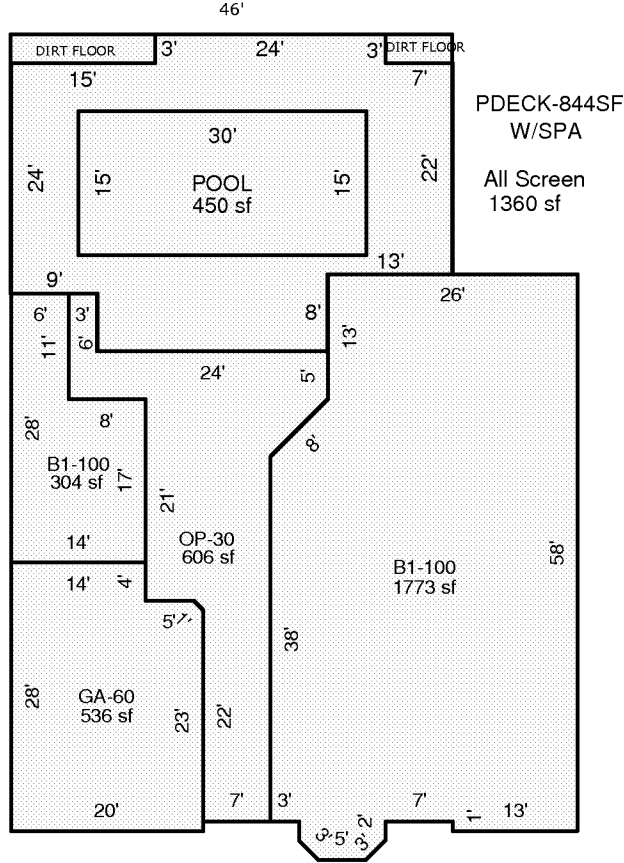 46'
DIRT FLOOR
3'
24'
3'
DIRT FLOOR
15'
7'
PDECK-844SF
W/SPA
30'
24'
15'
POOL
450 sf
15'
22'
All Screen
1360 sf
13'
9'
26'
6'
3'
8'
11'
6'
13'
24'
5'
28'
8'
8'
B1-100
304 sf
17'
21'
OP-30
606 sf
14'
58'
B1-100
1773 sf
14'
4'
5'
1'
38'
28'
GA-60
536 sf
23'
22'
20'
7'
3'
3'
5'
3'
2'
7'
1'
13'